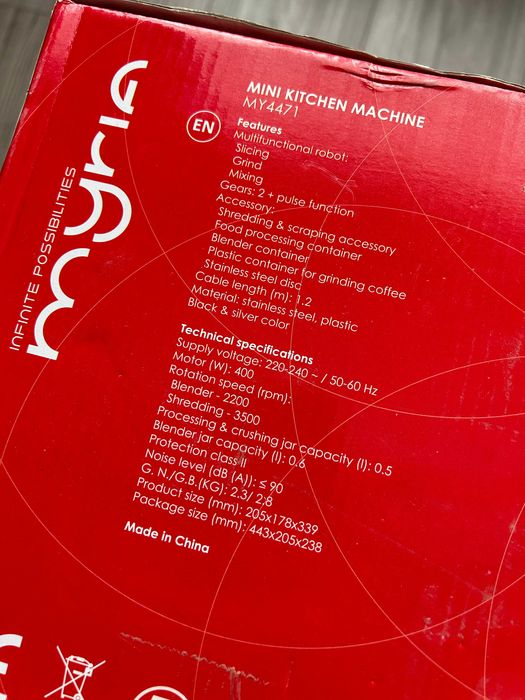 myria
INFINITE POSSIBILITIES
EN
MINI KITCHEN MACHINE
MY4471
Features
Multifunctional robot:
Slicing
Grind
Mixing
Gears: 2 + pulse function
Accessory:
Shredding & scraping accessory
Food processing container
Blender container
Plastic container for grinding coffee
Stainless steel disc
Cable length (m): 1.2
Material: stainless steel, plastic
Black & silver color
Technical specifications
Supply voltage: 220-240 ~ / 50-60 Hz
Motor (W): 400
Rotation speed (rpm):
Blender - 2200
Shredding - 3500
Processing & crushing jar capacity (l): 0.5
Blender jar capacity (l): 0.6
Protection class II
Noise level (dB (A)): ≤ 90
G. N./G.B.(KG): 2.3/ 2.8
Product size (mm): 205x178x339
Package size (mm): 443x205x238
Made in China